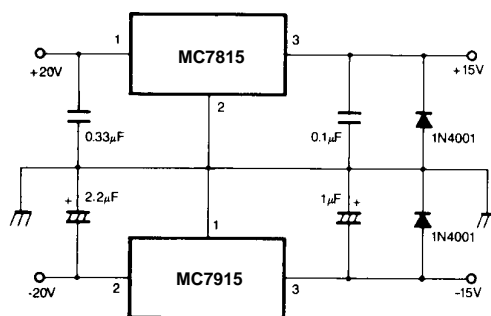 1
MC7815
3
+20V
+15V
2
0.33μF
0.1μF
1N4001
+
2.2μF
1μF
+
1
1N4001
2
MC7915
3
-20V
-15V